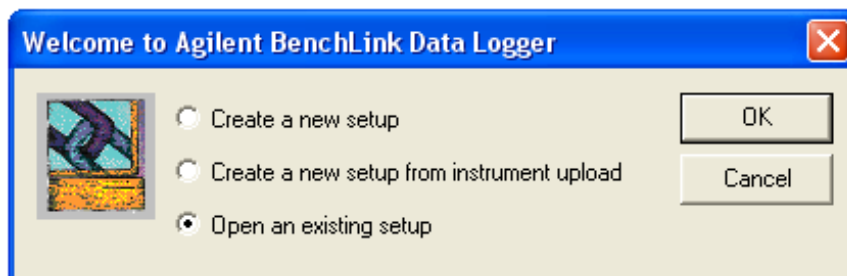 Welcome to Agilent BenchLink Data Logger
Create a new setup
OK
Create a new setup from instrument upload
Cancel
Open an existing setup